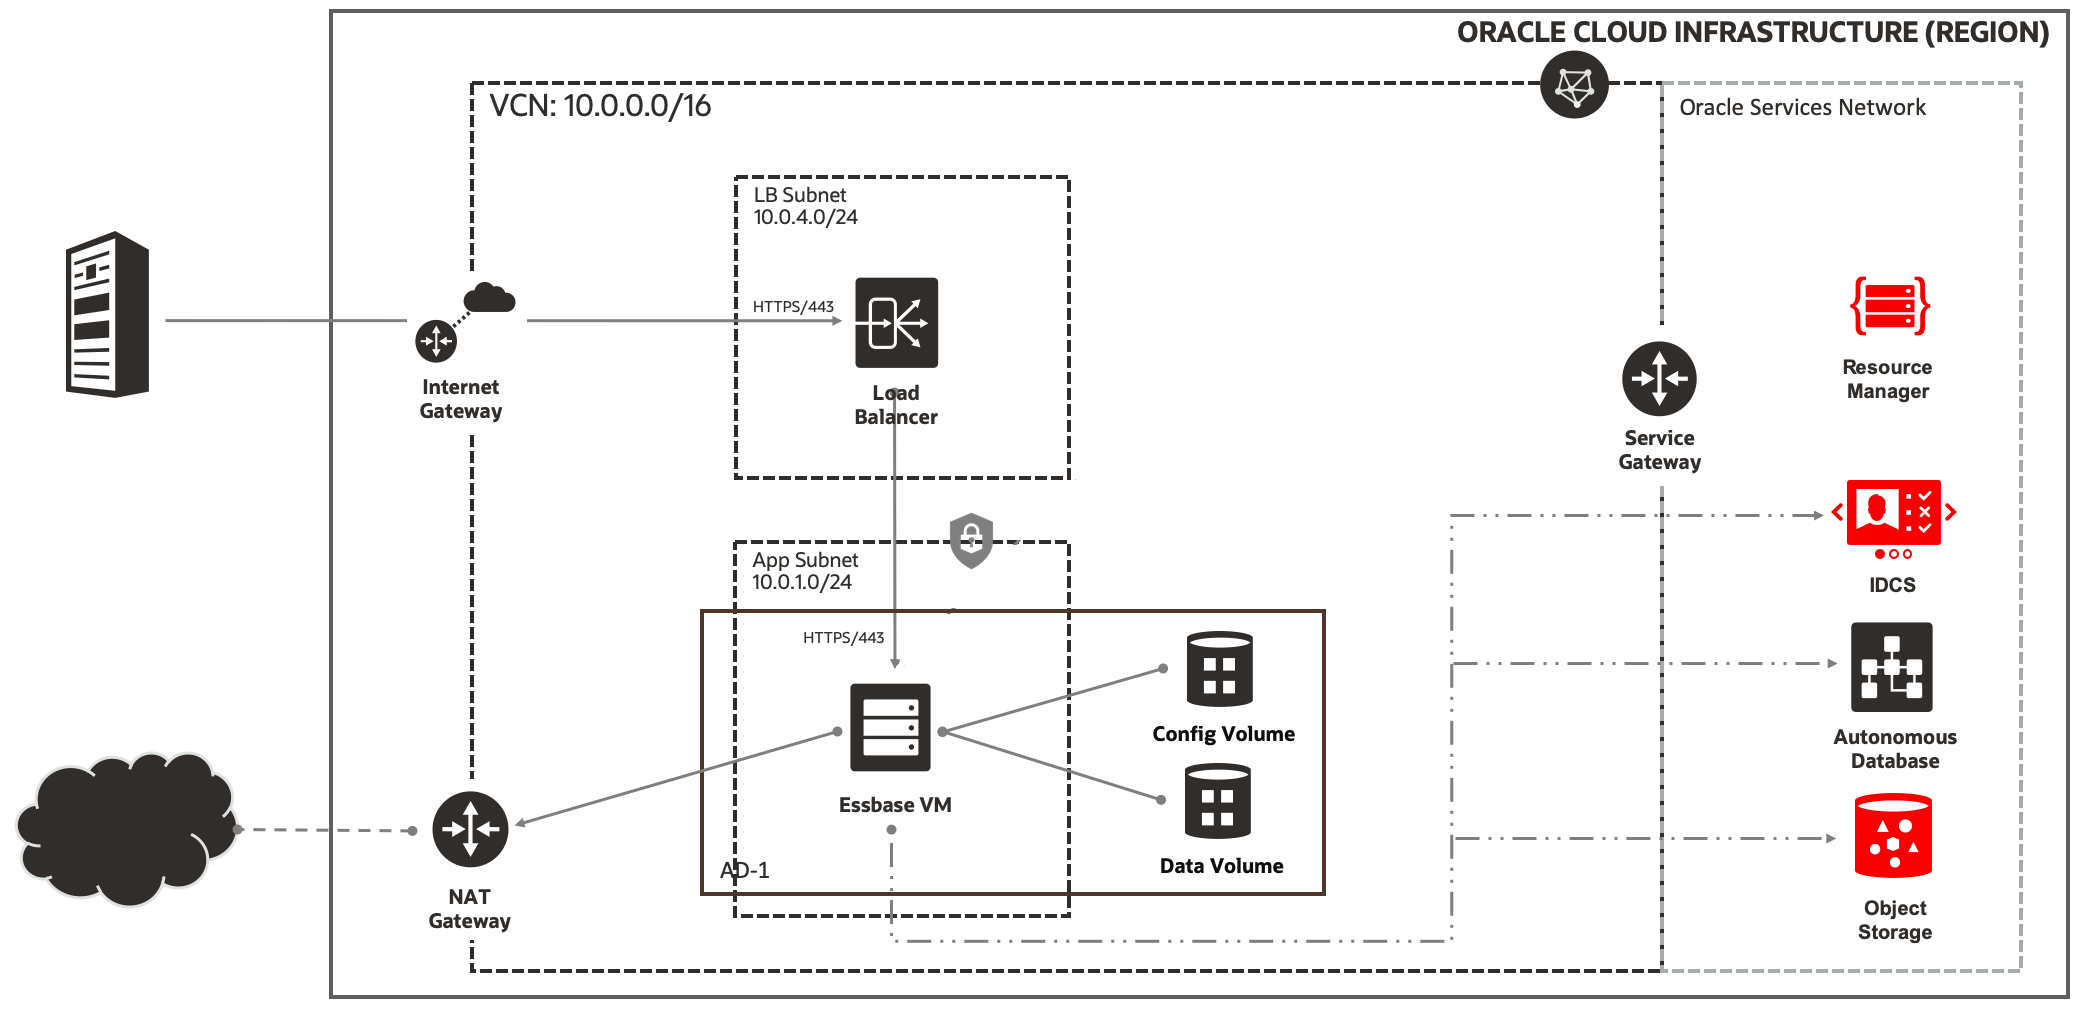 ORACLE CLOUD INFRASTRUCTURE (REGION)
VCN: 10.0.0.0/16
Oracle Services Network
LB Subnet
10.0.4.0/24
HTTPS/443
Load
Balancer
Internet
Gateway
Resource
Manager
Service
Gateway
App Subnet
10.0.1.0/24
IDCS
HTTPS/443
Config Volume
Autonomous
Database
Essbase VM
Data Volume
AD-1
NAT
Gateway
Object
Storage